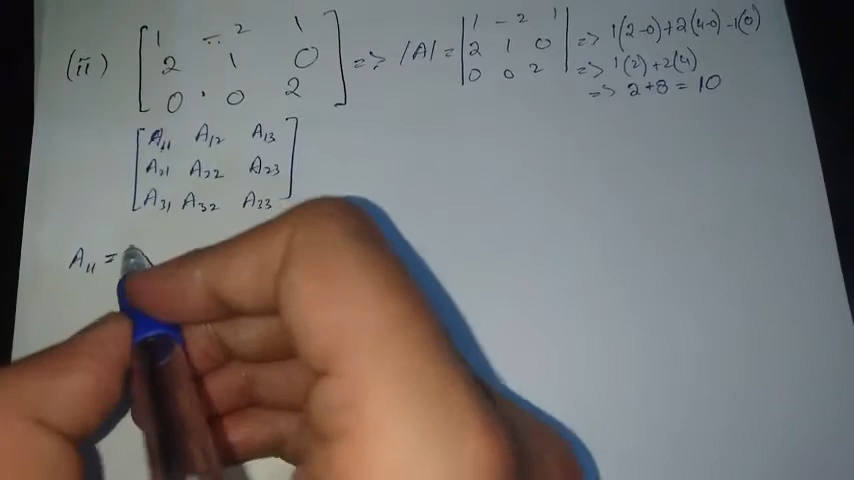 (ii) [ 1 -2 1 => |A| = | 1 -2 1 | => 1(2-0)+2(4-0)-1(0)
2 1 0 2 1 0 => 1(2)+2(4)
0 0 2 ] 0 0 2 => 2+8 = 10
[ A11 A12 A13
A21 A22 A23
A31 A32 A33 ]
A11 =